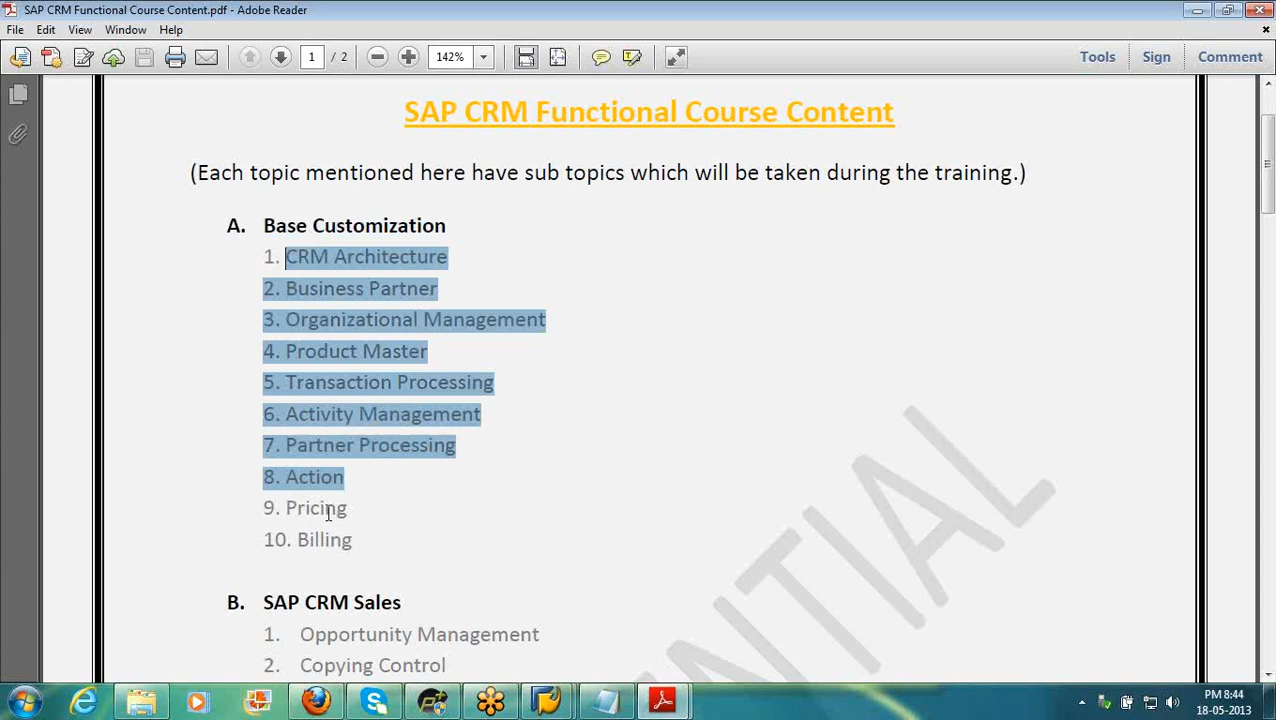 SAP CRM Functional Course Content.pdf - Adobe Reader
File Edit View Window Help
1 / 2 142% Tools Sign Comment
SAP CRM Functional Course Content
(Each topic mentioned here have sub topics which will be taken during the training.)
A. Base Customization
1. CRM Architecture
2. Business Partner
3. Organizational Management
4. Product Master
5. Transaction Processing
6. Activity Management
7. Partner Processing
8. Action
9. Pricing
10. Billing
B. SAP CRM Sales
1. Opportunity Management
2. Copying Control
NTIAL
PM 8:44
18-05-2013